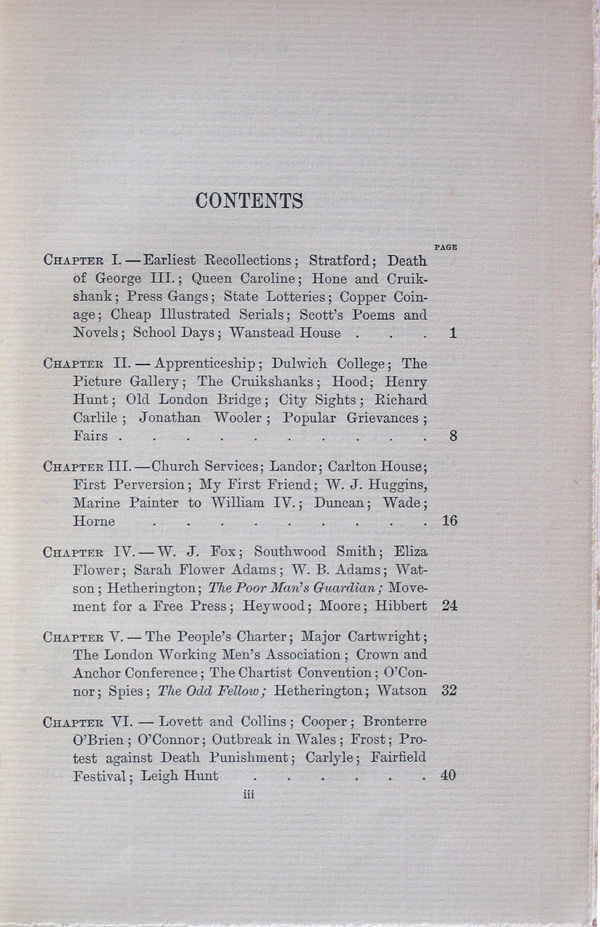 CONTENTS
PAGE
CHAPTER I.—Earliest Recollections; Stratford; Death
of George III.; Queen Caroline; Hone and Cruik-
shank; Press Gangs; State Lotteries; Copper Coin-
age; Cheap Illustrated Serials; Scott's Poems and
Novels; School Days; Wanstead House . . . 1
CHAPTER II.—Apprenticeship; Dulwich College; The
Picture Gallery; The Cruikshanks; Hood; Henry
Hunt; Old London Bridge; City Sights; Richard
Carlile; Jonathan Wooler; Popular Grievances;
Fairs . . . . . . . . . . 8
CHAPTER III.—Church Services; Landor; Carlton House;
First Perversion; My First Friend; W. J. Huggins,
Marine Painter to William IV.; Duncan; Wade;
Horne . . . . . . . . . 16
CHAPTER IV.—W. J. Fox; Southwood Smith; Eliza
Flower; Sarah Flower Adams; W. B. Adams; Wat-
son; Hetherington; The Poor Man's Guardian; Move-
ment for a Free Press; Heywood; Moore; Hibbert 24
CHAPTER V.—The People's Charter; Major Cartwright;
The London Working Men's Association; Crown and
Anchor Conference; The Chartist Convention; O'Con-
nor; Spies; The Odd Fellow; Hetherington; Watson 32
CHAPTER VI.—Lovett and Collins; Cooper; Bronterre
O'Brien; O'Connor; Outbreak in Wales; Frost; Pro-
test against Death Punishment; Carlyle; Fairfield
Festival; Leigh Hunt . . . . . . 40
iii